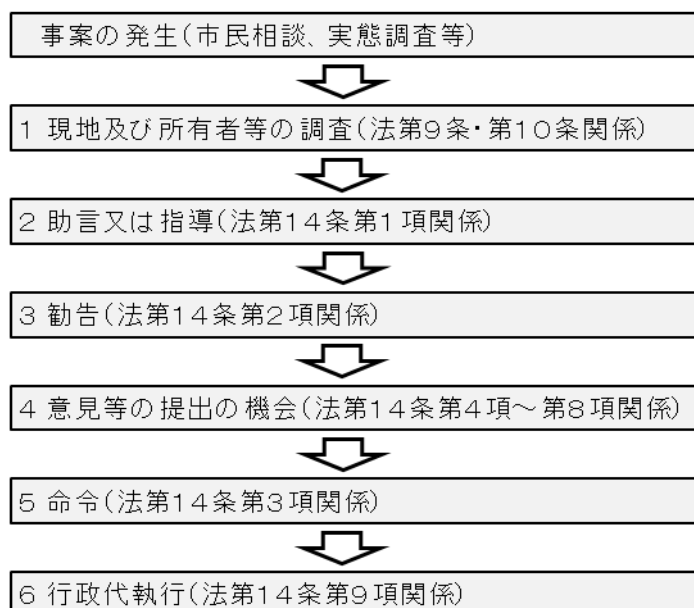 事案の発生(市民相談、実態調査等)
1 現地及び所有者等の調査(法第9条・第10条関係)
2 助言又は指導(法第14条第1項関係)
3 勧告(法第14条第2項関係)
4 意見等の提出の機会(法第14条第4項～第8項関係)
5 命令(法第14条第3項関係)
6 行政代執行(法第14条第9項関係)